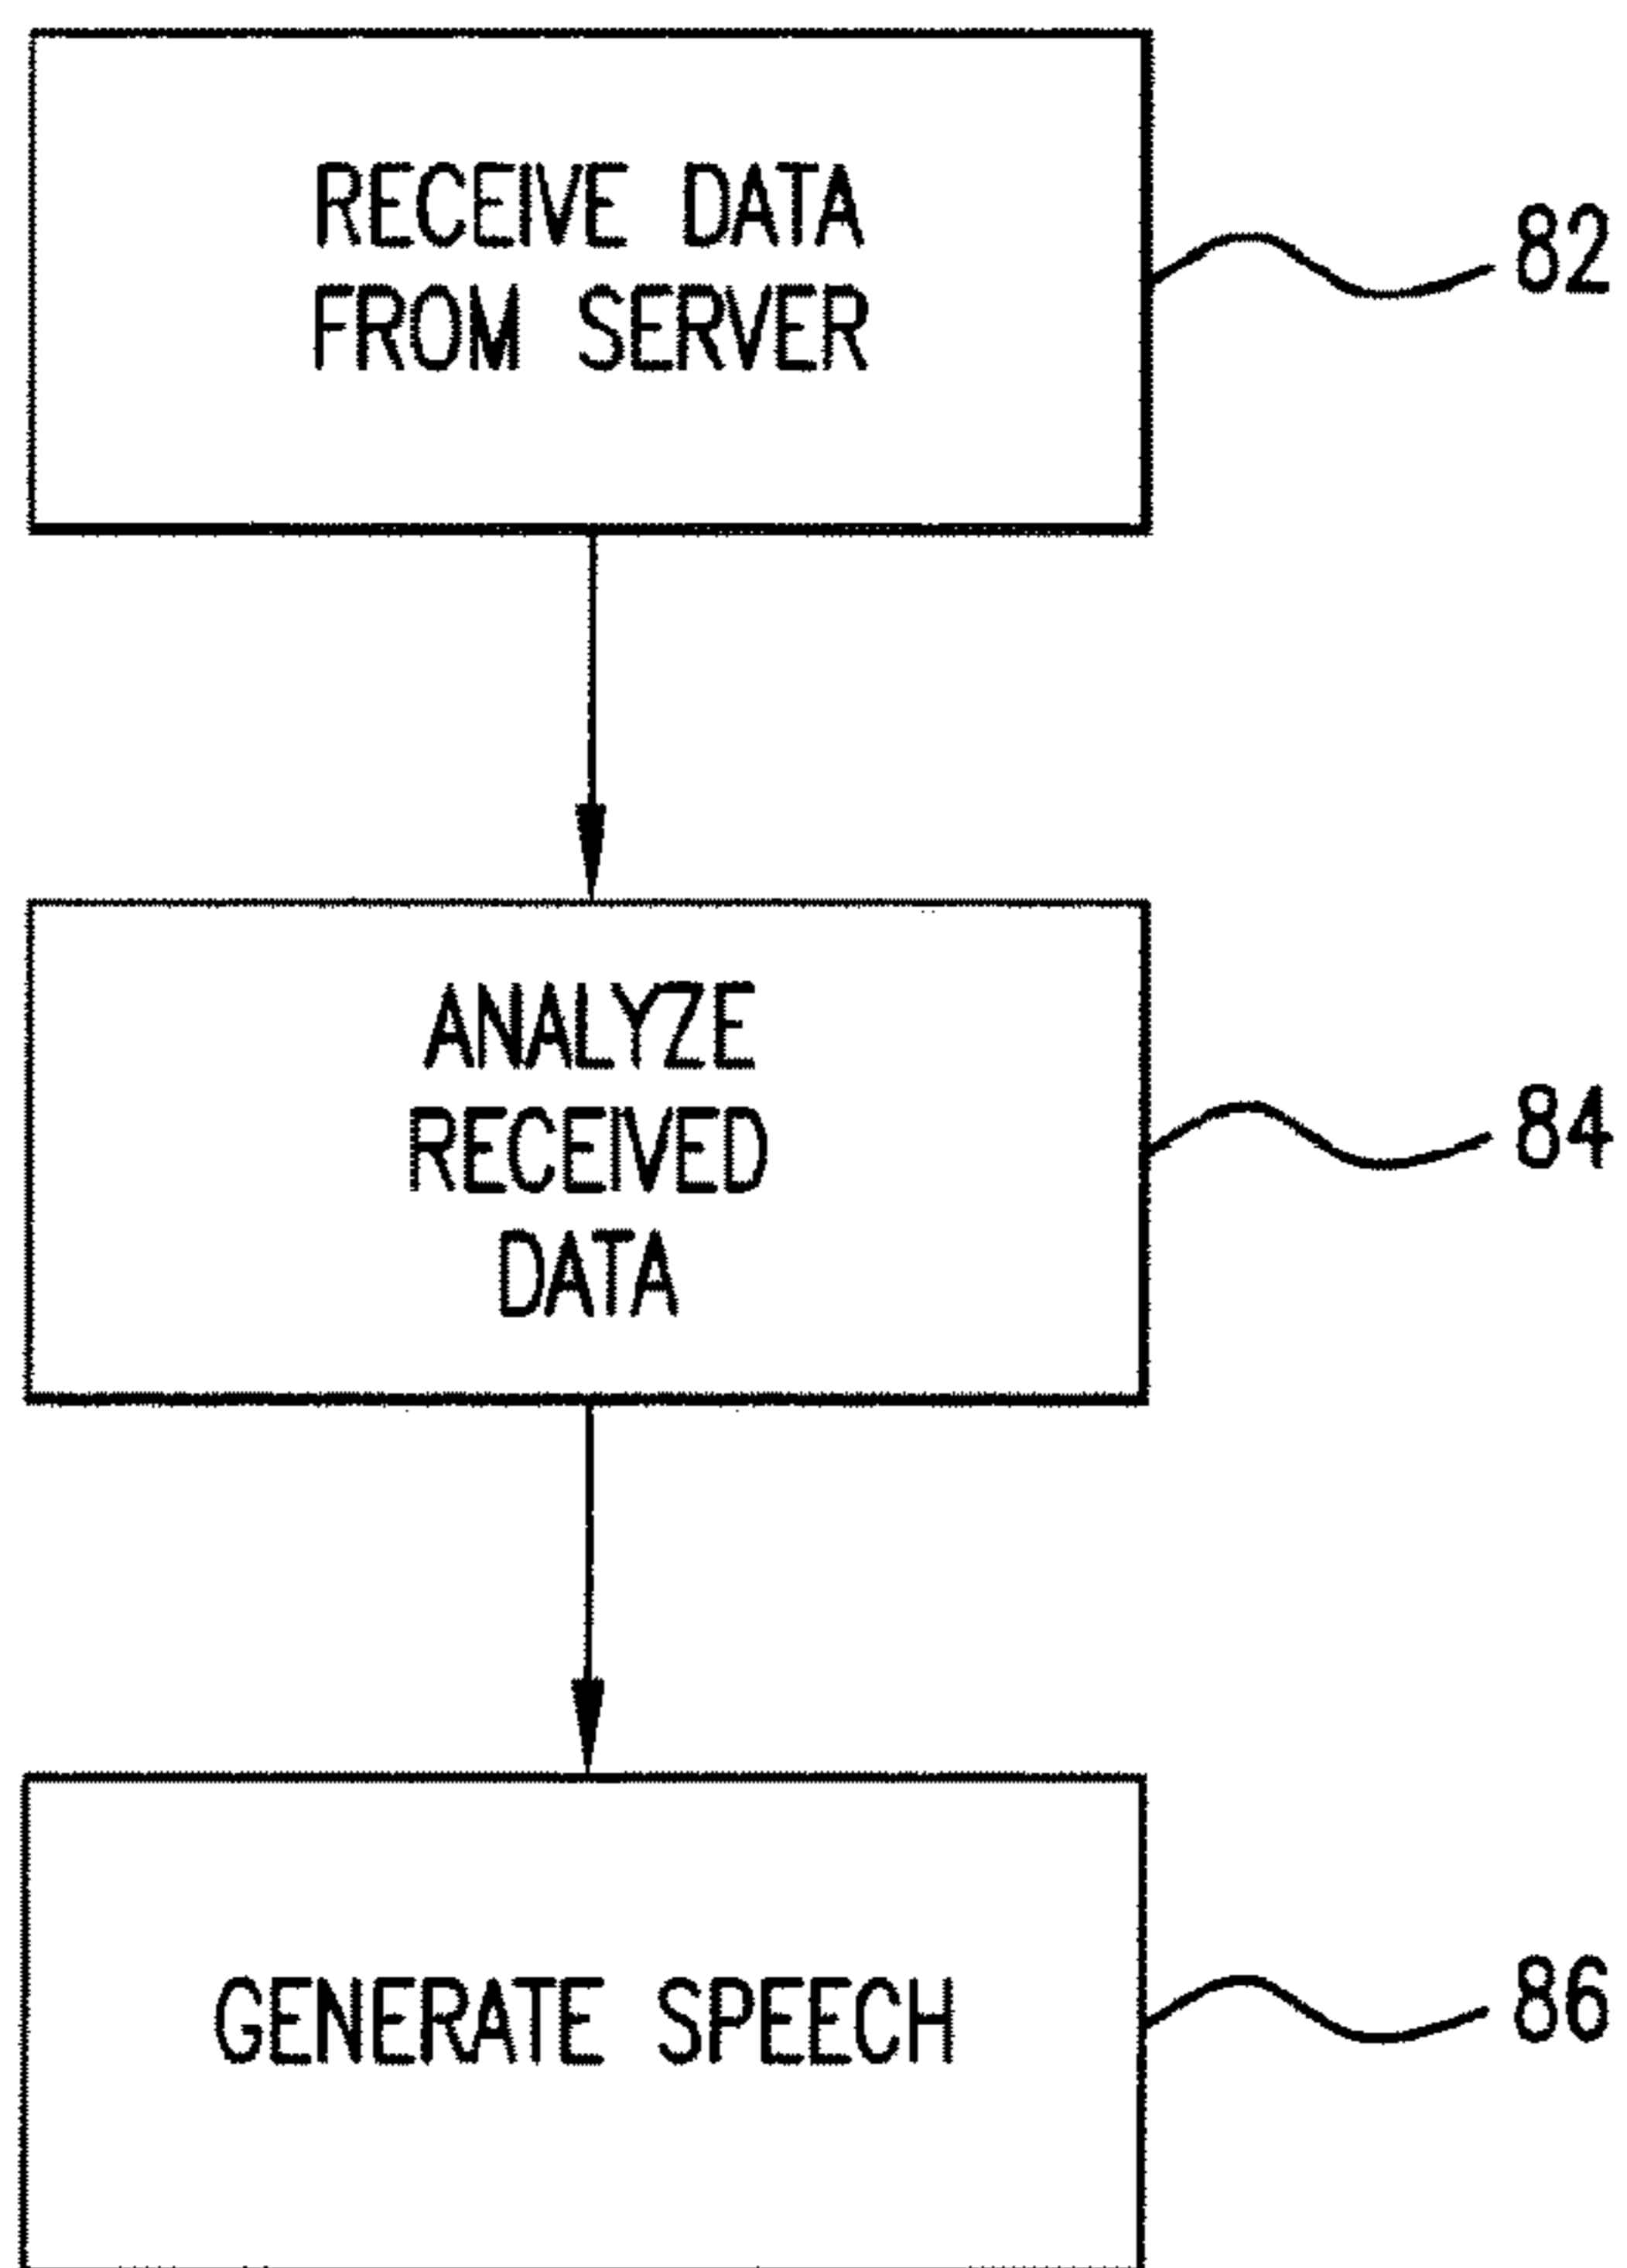 RECEIVE DATA
FROM SERVER
82
ANALYZE
RECEIVED
DATA
84
GENERATE SPEECH
86